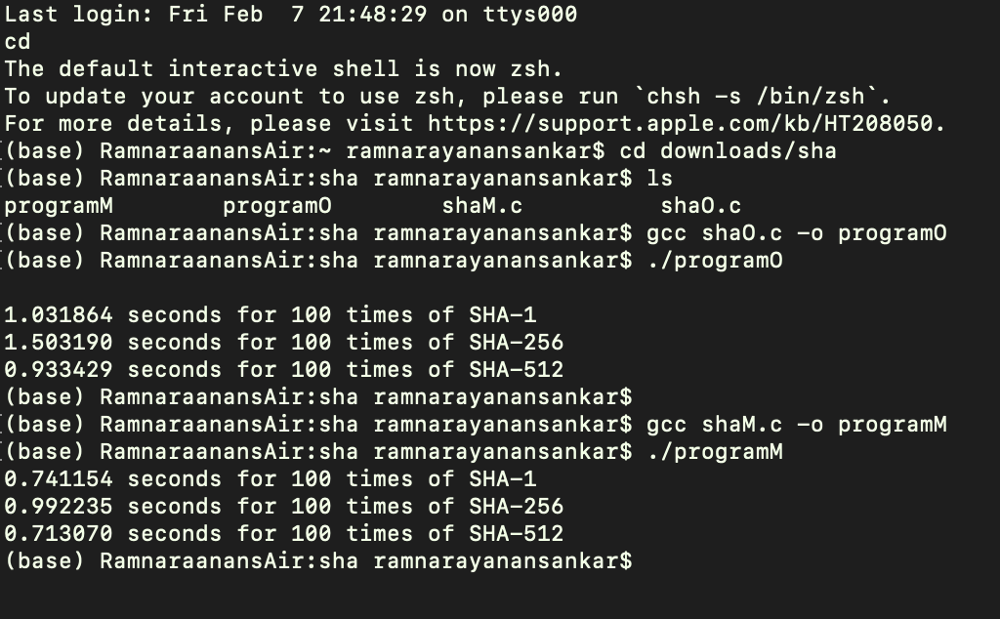 Last login: Fri Feb  7 21:48:29 on ttys000
cd
The default interactive shell is now zsh.
To update your account to use zsh, please run `chsh -s /bin/zsh`.
For more details, please visit https://support.apple.com/kb/HT208050.
(base) RamnaraanansAir:~ ramnarayanansankar$ cd downloads/sha
(base) RamnaraanansAir:sha ramnarayanansankar$ ls
programM        programO        shaM.c          shaO.c
(base) RamnaraanansAir:sha ramnarayanansankar$ gcc shaO.c -o programO
(base) RamnaraanansAir:sha ramnarayanansankar$ ./programO
1.031864 seconds for 100 times of SHA-1
1.503190 seconds for 100 times of SHA-256
0.933429 seconds for 100 times of SHA-512
(base) RamnaraanansAir:sha ramnarayanansankar$
(base) RamnaraanansAir:sha ramnarayanansankar$ gcc shaM.c -o programM
(base) RamnaraanansAir:sha ramnarayanansankar$ ./programM
0.741154 seconds for 100 times of SHA-1
0.992235 seconds for 100 times of SHA-256
0.713070 seconds for 100 times of SHA-512
(base) RamnaraanansAir:sha ramnarayanansankar$